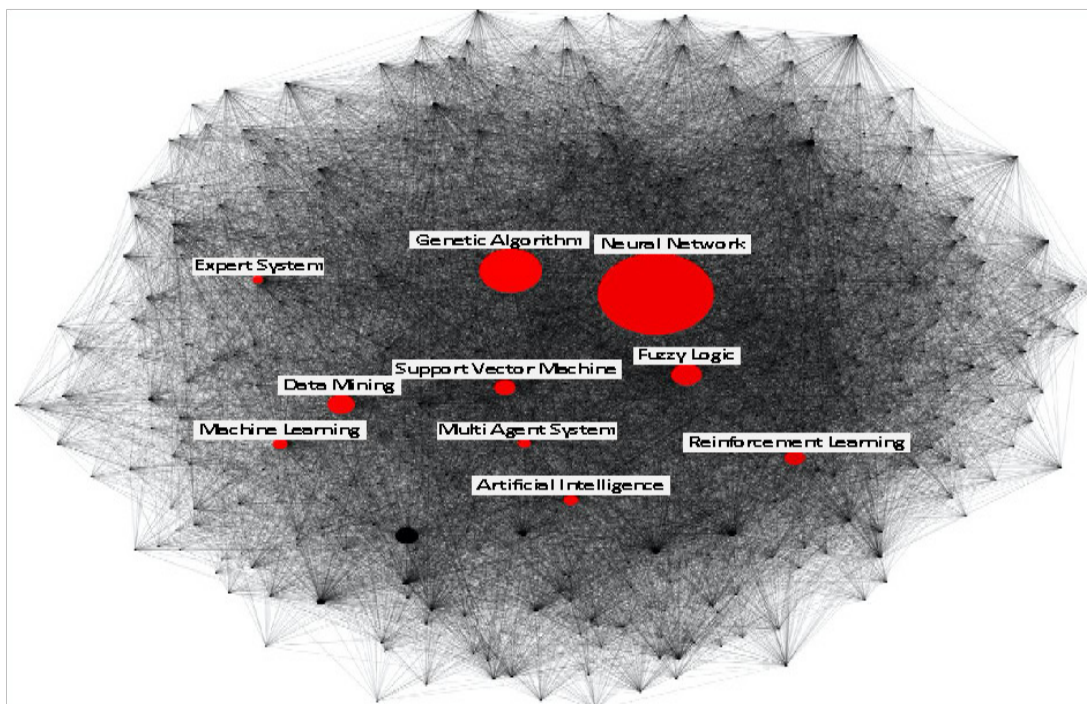 Genetic Algorithm
Neural Network
Expert System
Fuzzy Logic
Support Vector Machine
Data Mining
Machine Learning
Multi Agent System
Reinforcement Learning
Artificial Intelligence